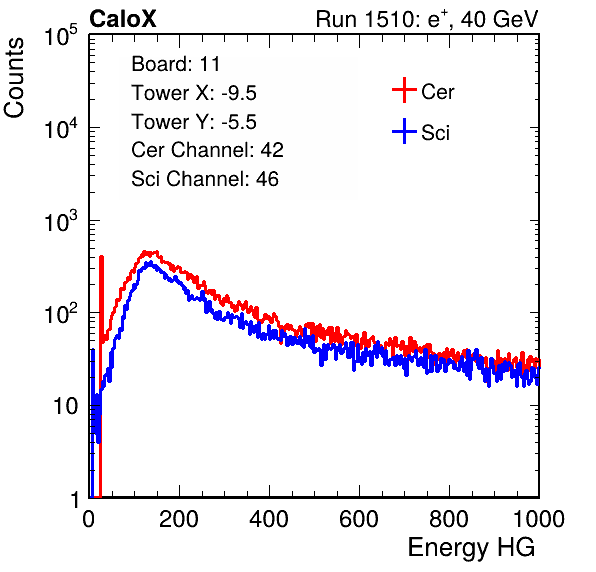 CaloX Run 1510: e⁺, 40 GeV
Counts
10⁵
10⁴
10³
10²
10
1
Board: 11
Tower X: -9.5
Tower Y: -5.5
Cer Channel: 42
Sci Channel: 46
Cer
Sci
0 200 400 600 800 1000
Energy HG